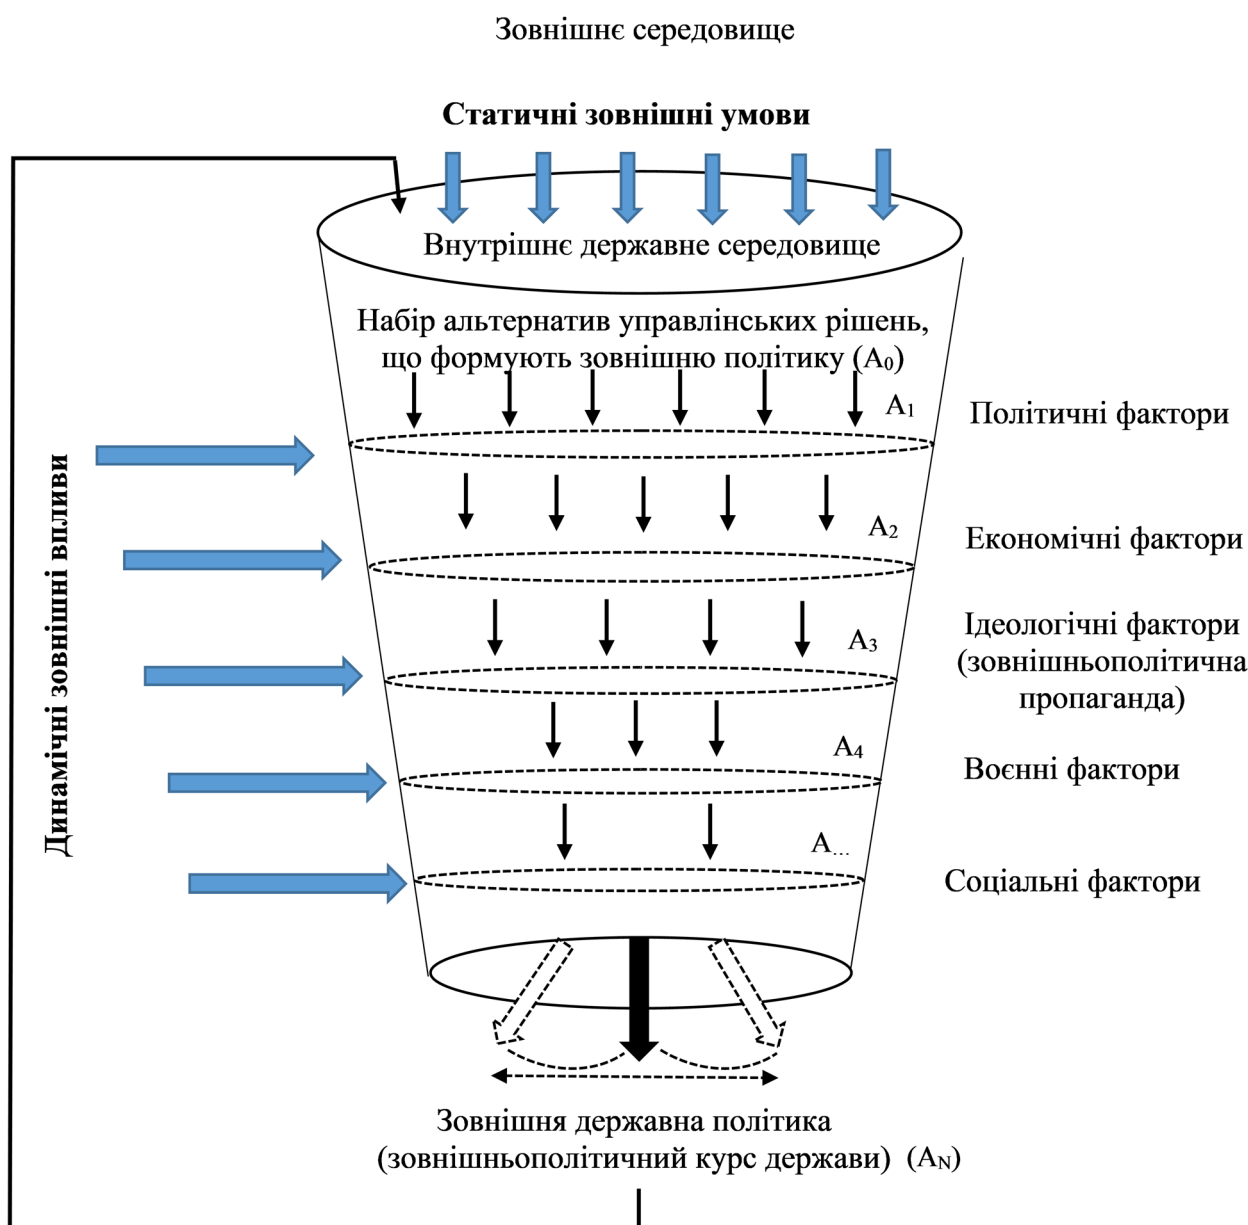 Зовнішнє середовище
Статичні зовнішні умови
Внутрішнє державне середовище
Набір альтернатив управлінських рішень,
що формують зовнішню політику (A₀)
A₁
Політичні фактори
Динамічні зовнішні впливи
A₂
Економічні фактори
A₃
Ідеологічні фактори
(зовнішньополітична
пропаганда)
A₄
Воєнні фактори
A...
Соціальні фактори
Зовнішня державна політика
(зовнішньополітичний курс держави) (A_N)